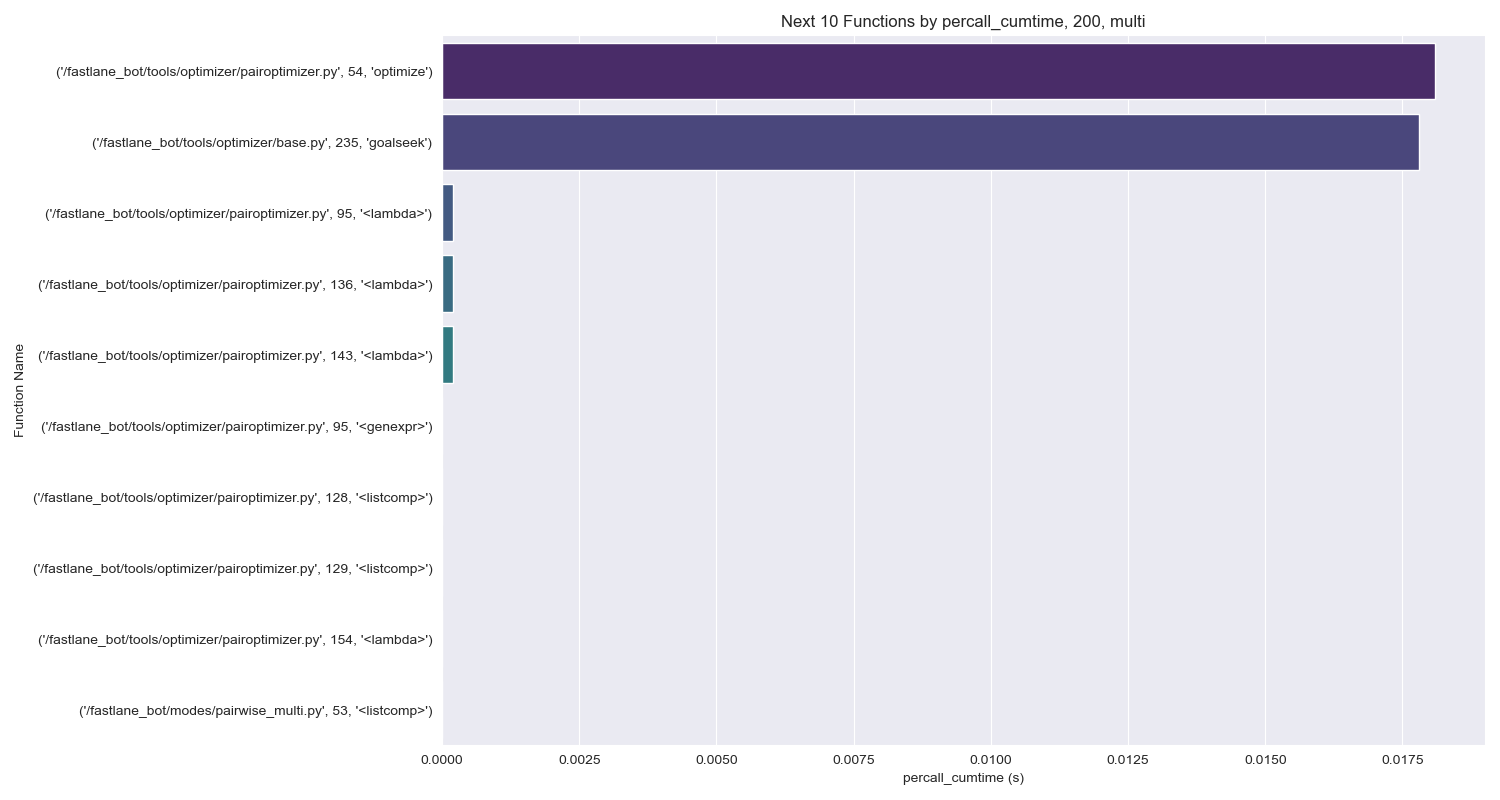 Next 10 Functions by percall_cumtime, 200, multi
('/fastlane_bot/tools/optimizer/pairoptimizer.py', 54, 'optimize')
('/fastlane_bot/tools/optimizer/base.py', 235, 'goalseek')
('/fastlane_bot/tools/optimizer/pairoptimizer.py', 95, '<lambda>')
('/fastlane_bot/tools/optimizer/pairoptimizer.py', 136, '<lambda>')
('/fastlane_bot/tools/optimizer/pairoptimizer.py', 143, '<lambda>')
('/fastlane_bot/tools/optimizer/pairoptimizer.py', 95, '<genexpr>')
('/fastlane_bot/tools/optimizer/pairoptimizer.py', 128, '<listcomp>')
('/fastlane_bot/tools/optimizer/pairoptimizer.py', 129, '<listcomp>')
('/fastlane_bot/tools/optimizer/pairoptimizer.py', 154, '<lambda>')
('/fastlane_bot/modes/pairwise_multi.py', 53, '<listcomp>')
Function Name
0.0000 0.0025 0.0050 0.0075 0.0100 0.0125 0.0150 0.0175
percall_cumtime (s)